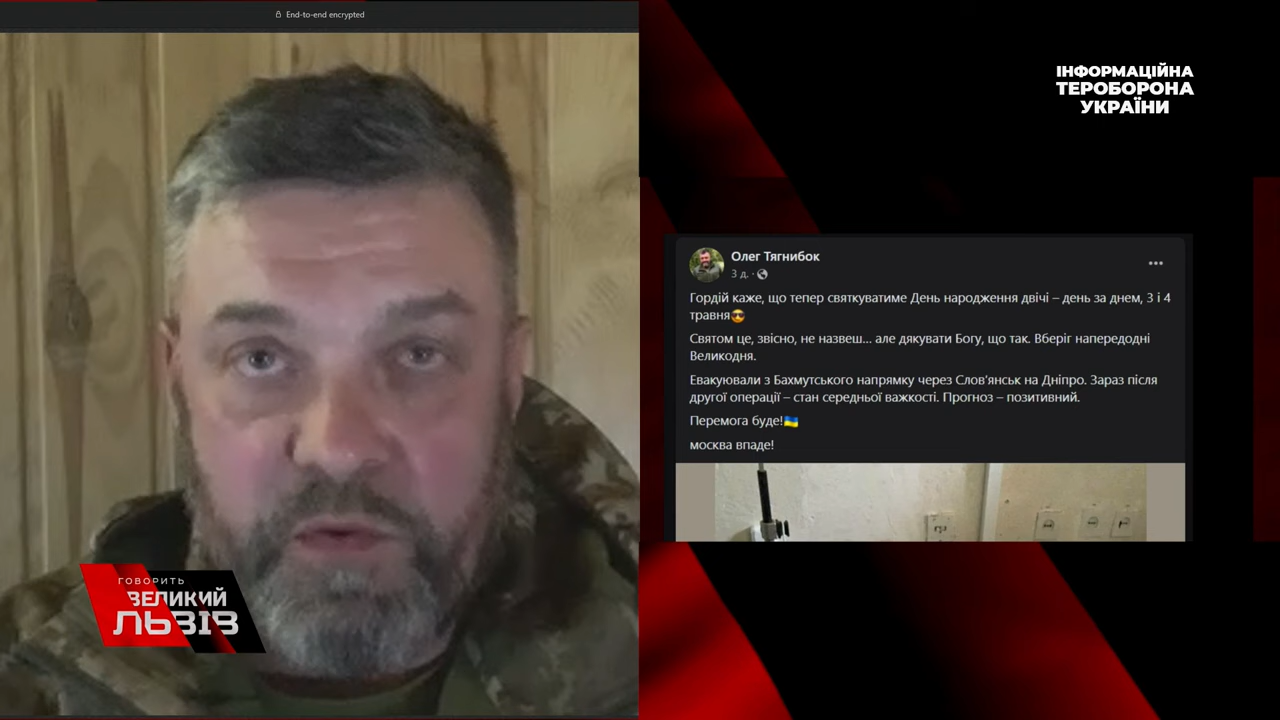 End-to-end encrypted
ІНФОРМАЦІЙНА
ТЕРОБОРОНА
УКРАЇНИ
Олег Тягнибок
3 д.
Гордій каже, що тепер святкуватиме День народження двічі – день за днем, 3 і 4
травня😎
Святом це, звісно, не назвеш... але дякувати Богу, що так. Вберіг напередодні
Великодня.
Евакуювали з Бахмутського напрямку через Слов'янськ на Дніпро. Зараз після
другої операції – стан середньої важкості. Прогноз – позитивний.
Перемога буде!🇺🇦
москва впаде!
ГОВОРИТЬ
ВЕЛИКИЙ
ЛЬВІВ